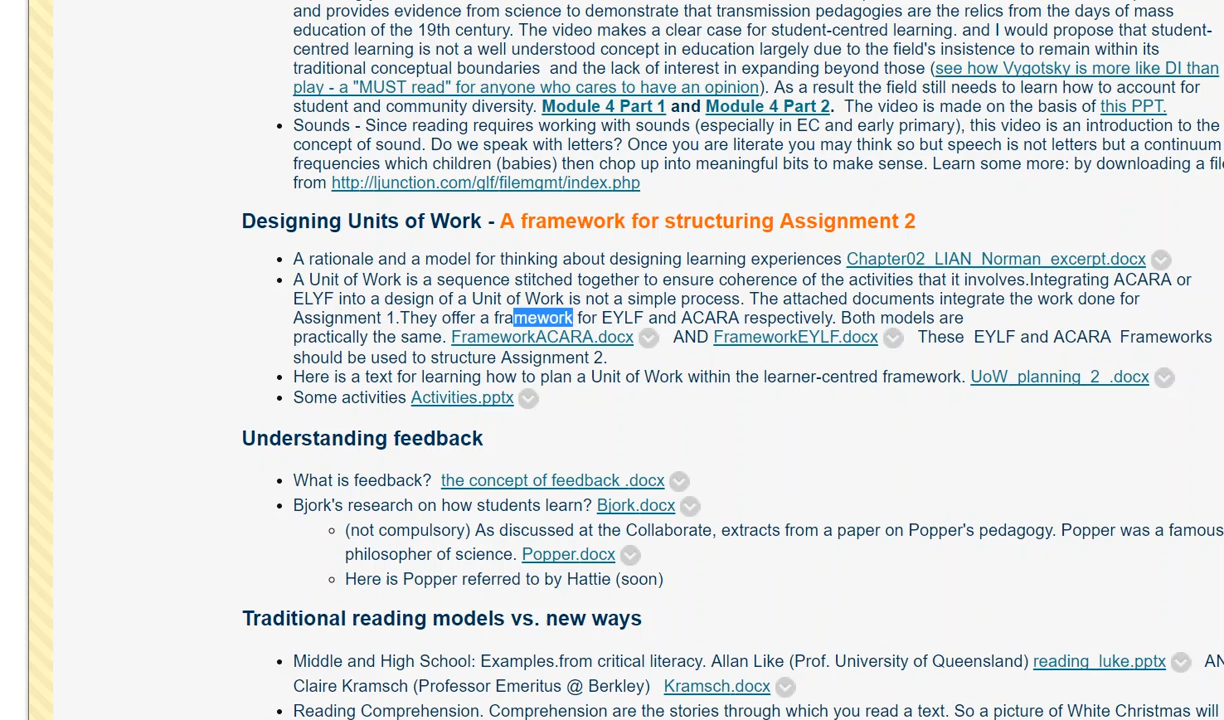 and provides evidence from science to demonstrate that transmission pedagogies are the relics from the days of mass
education of the 19th century. The video makes a clear case for student-centred learning. and I would propose that student-
centred learning is not a well understood concept in education largely due to the field's insistence to remain within its
traditional conceptual boundaries and the lack of interest in expanding beyond those (see how Vygotsky is more like DI than
play - a "MUST read" for anyone who cares to have an opinion). As a result the field still needs to learn how to account for
student and community diversity. Module 4 Part 1 and Module 4 Part 2. The video is made on the basis of this PPT.
• Sounds - Since reading requires working with sounds (especially in EC and early primary), this video is an introduction to the
concept of sound. Do we speak with letters? Once you are literate you may think so but speech is not letters but a continuum
frequencies which children (babies) then chop up into meaningful bits to make sense. Learn some more: by downloading a
from http://ljunction.com/glf/filemgmt/index.php
Designing Units of Work - A framework for structuring Assignment 2
• A rationale and a model for thinking about designing learning experiences Chapter02_LIAN_Norman_excerpt.docx
• A Unit of Work is a sequence stitched together to ensure coherence of the activities that it involves.Integrating ACARA or
ELYF into a design of a Unit of Work is not a simple process. The attached documents integrate the work done for
Assignment 1.They offer a framework for EYLF and ACARA respectively. Both models are
practically the same. FrameworkACARA.docx AND FrameworkEYLF.docx These EYLF and ACARA Frameworks
should be used to structure Assignment 2.
• Here is a text for learning how to plan a Unit of Work within the learner-centred framework. UoW_planning_2_.docx
• Some activities Activities.pptx
Understanding feedback
• What is feedback? the concept of feedback .docx
• Bjork's research on how students learn? Bjork.docx
◦ (not compulsory) As discussed at the Collaborate, extracts from a paper on Popper's pedagogy. Popper was a famous
philosopher of science. Popper.docx
◦ Here is Popper referred to by Hattie (soon)
Traditional reading models vs. new ways
• Middle and High School: Examples.from critical literacy. Allan Like (Prof. University of Queensland) reading_luke.pptx
Claire Kramsch (Professor Emeritus @ Berkley) Kramsch.docx
• Reading Comprehension. Comprehension are the stories through which you read a text. So a picture of White Christmas will